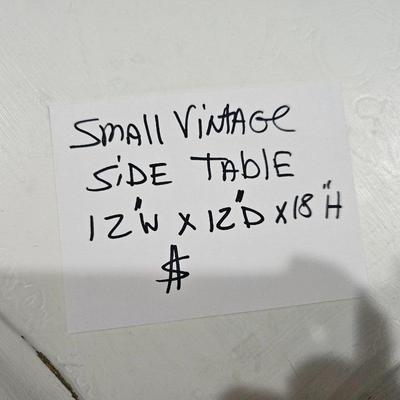 Small Vintage
SiDE TABlE
12"W x 12"D x 18"H
$